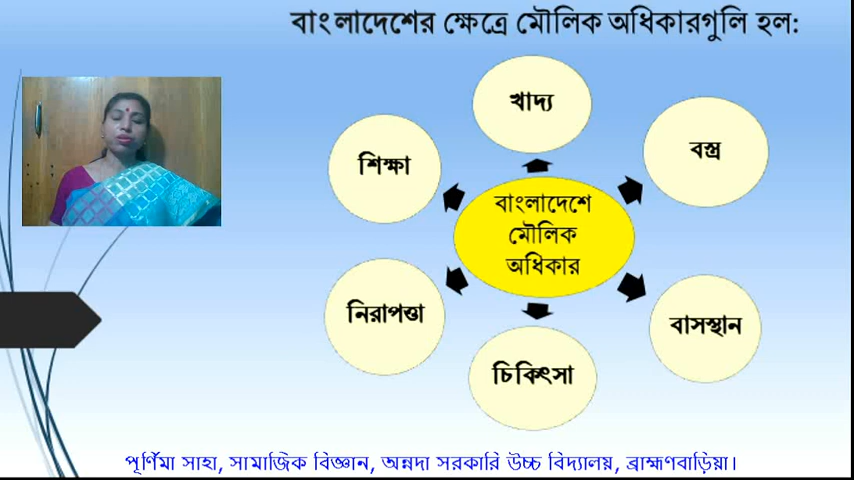 বাংলাদেশের ক্ষেত্রে মৌলিক অধিকারগুলি হল:
খাদ্য
বস্ত্র
শিক্ষা
বাংলাদেশে
মৌলিক
অধিকার
নিরাপত্তা
বাসস্থান
চিকিৎসা
পূর্ণিমা সাহা, সামাজিক বিজ্ঞান, অন্নদা সরকারি উচ্চ বিদ্যালয়, ব্রাহ্মণবাড়িয়া।